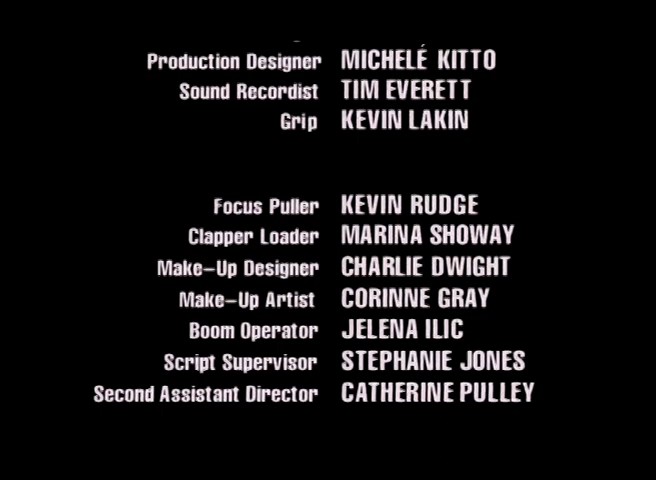 Production Designer MICHELÉ KITTO
Sound Recordist TIM EVERETT
Grip KEVIN LAKIN
Focus Puller KEVIN RUDGE
Clapper Loader MARINA SHOWAY
Make-Up Designer CHARLIE DWIGHT
Make-Up Artist CORINNE GRAY
Boom Operator JELENA ILIC
Script Supervisor STEPHANIE JONES
Second Assistant Director CATHERINE PULLEY